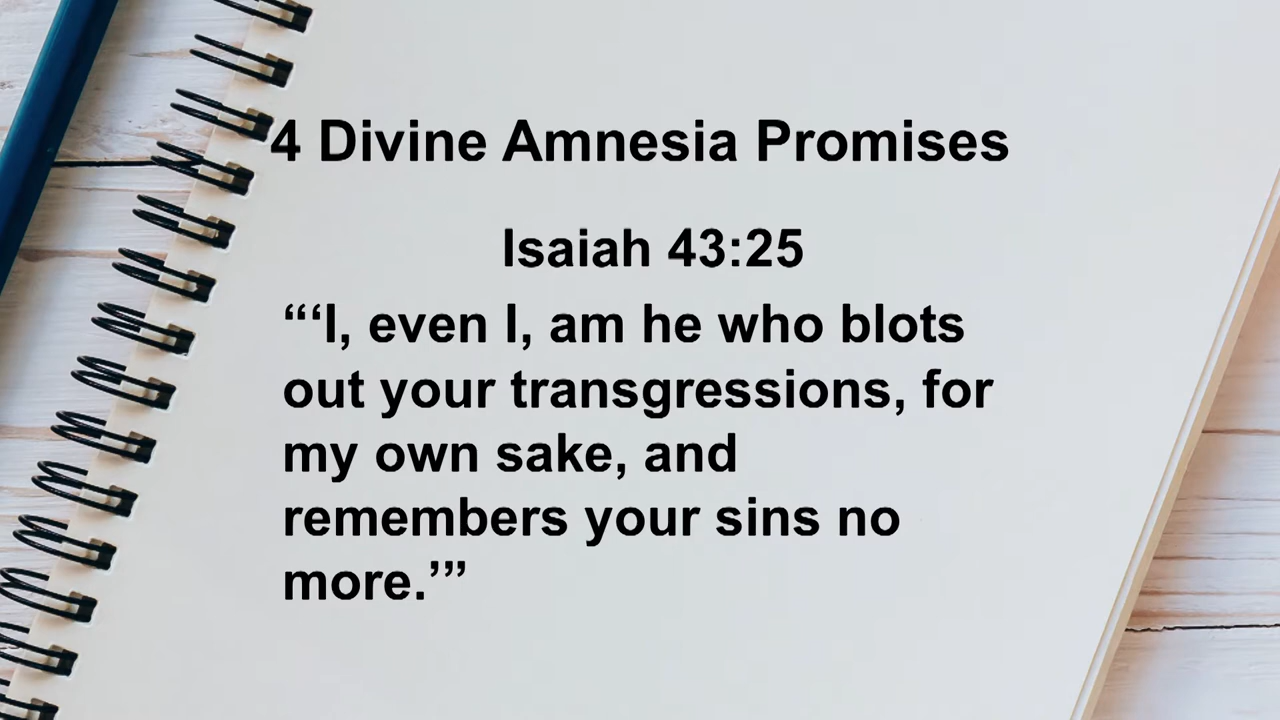 4 Divine Amnesia Promises
Isaiah 43:25
“‘I, even I, am he who blots
out your transgressions, for
my own sake, and
remembers your sins no
more.’”